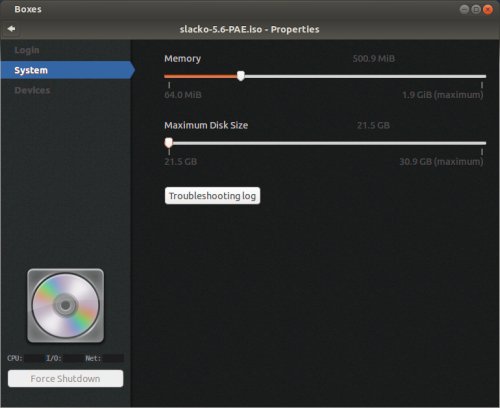 Boxes
slacko-5.6-PAE.iso - Properties
Login
System
Devices
Memory 500.9 MiB
64.0 MiB 1.9 GiB (maximum)
Maximum Disk Size 21.5 GB
21.5 GB 30.9 GB (maximum)
Troubleshooting log
CPU: I/O: Net:
Force Shutdown